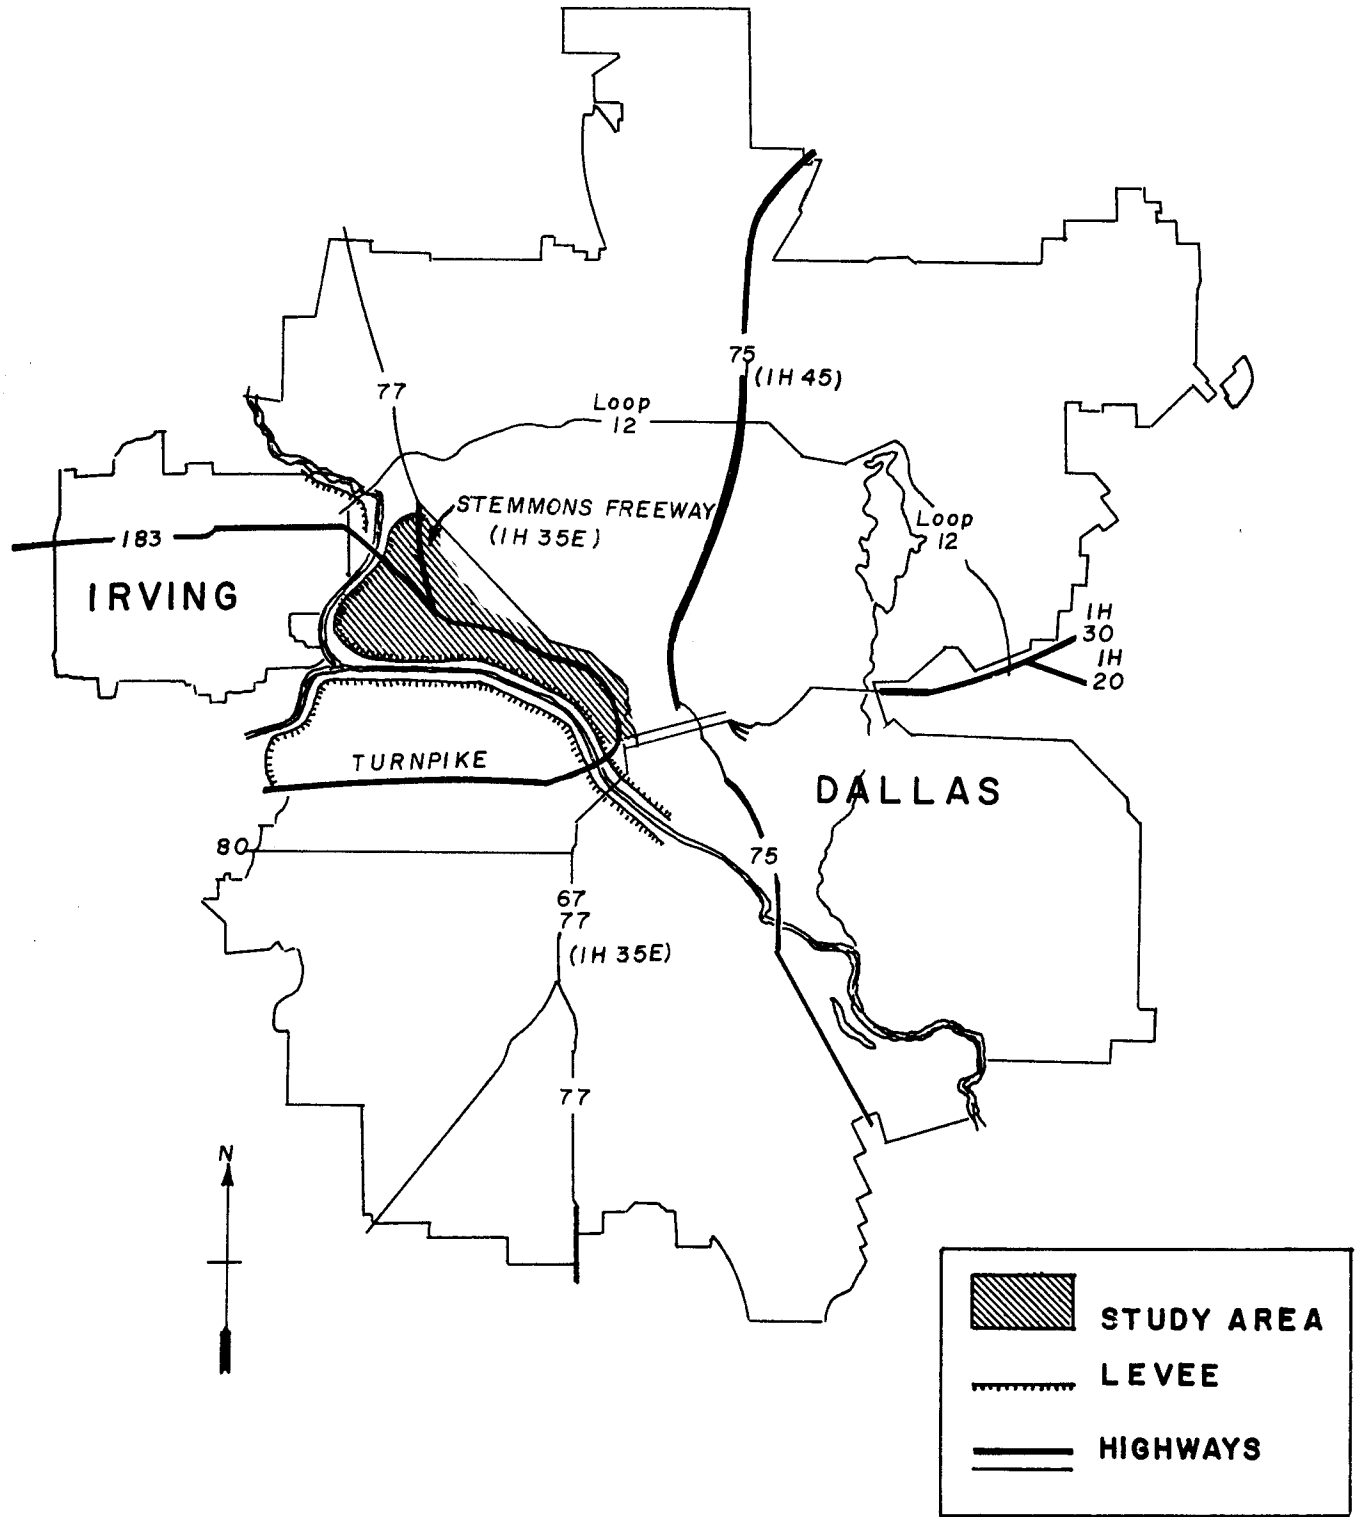 75
(IH 45)
77
Loop
12
STEMMONS FREEWAY
(IH 35E)
Loop
12
183
IRVING
IH
30
IH
20
TURNPIKE
DALLAS
80
75
67
77
(IH 35E)
77
N
STUDY AREA
LEVEE
HIGHWAYS